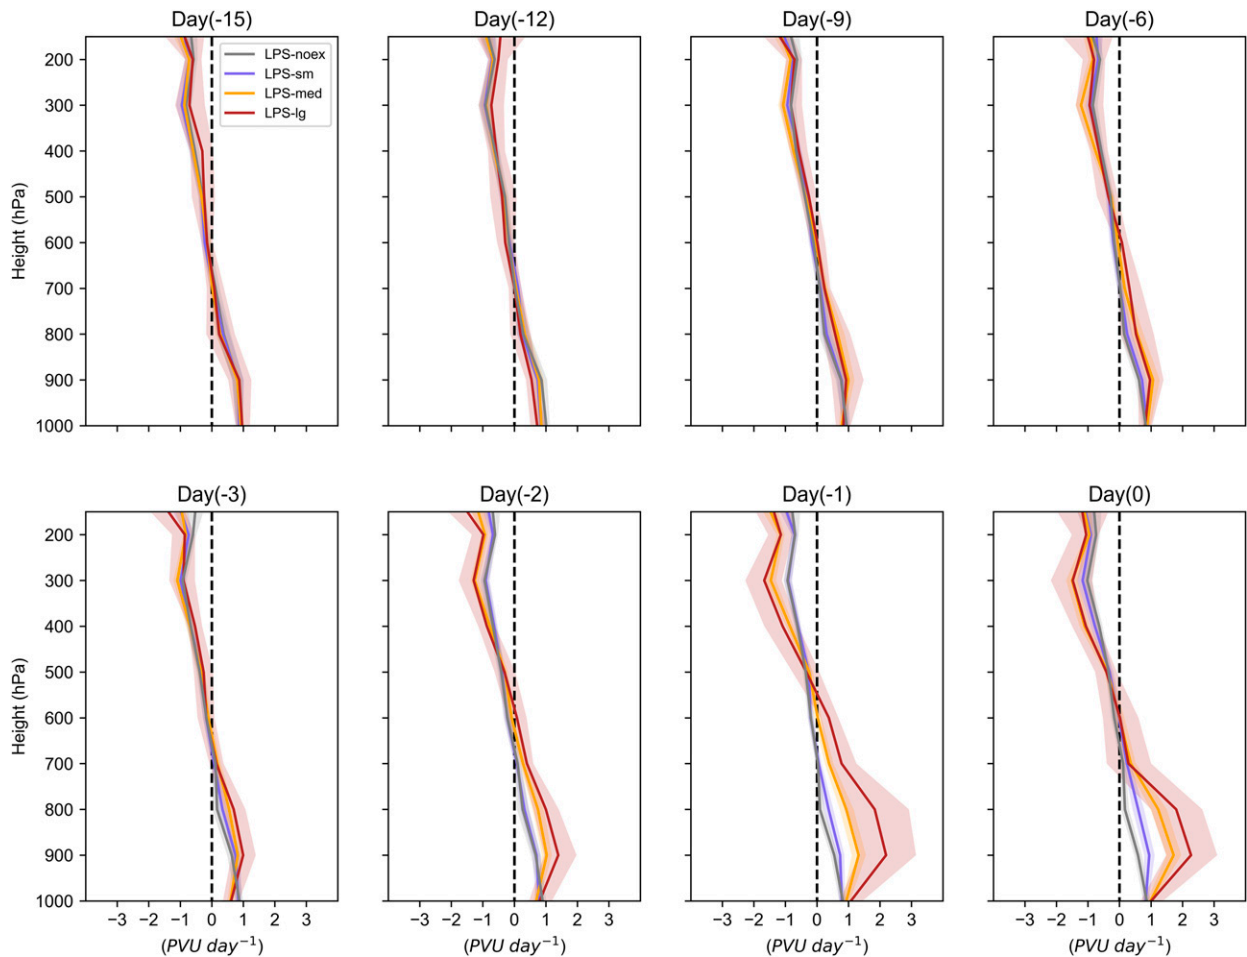 Day(-15)
Day(-12)
Day(-9)
Day(-6)
LPS-noex
LPS-sm
LPS-med
LPS-lg
Height (hPa)
200
300
400
500
600
700
800
900
1000
Day(-3)
Day(-2)
Day(-1)
Day(0)
Height (hPa)
200
300
400
500
600
700
800
900
1000
−3 −2 −1 0 1 2 3
−3 −2 −1 0 1 2 3
−3 −2 −1 0 1 2 3
−3 −2 −1 0 1 2 3
(PVU day⁻¹)
(PVU day⁻¹)
(PVU day⁻¹)
(PVU day⁻¹)